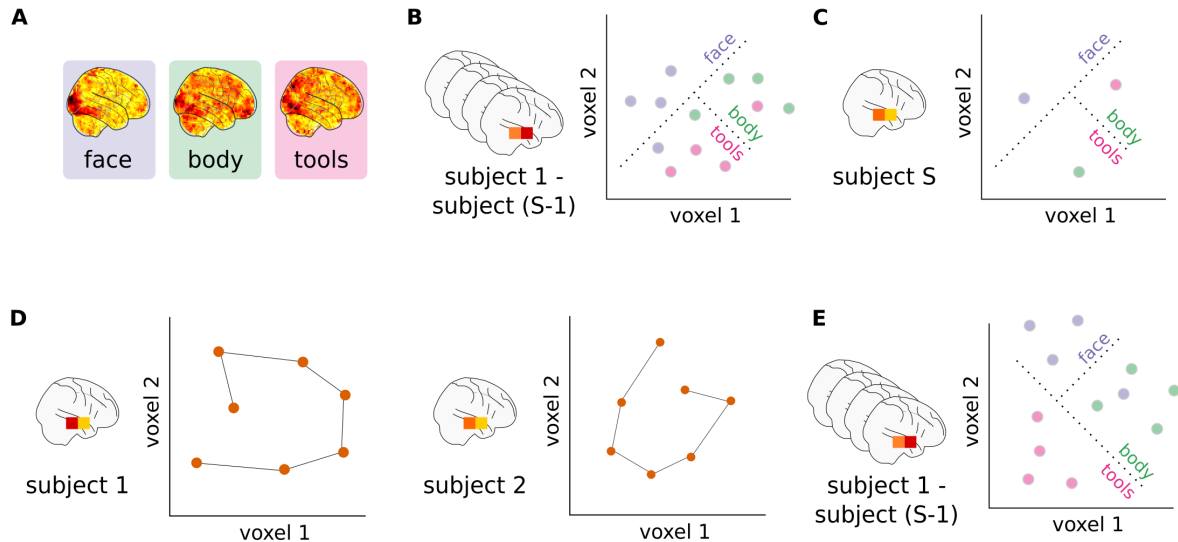 A
face
body
tools
B
subject 1 -
subject (S-1)
voxel 2
face
body
tools
voxel 1
C
subject S
voxel 2
face
body
tools
voxel 1
D
subject 1
voxel 2
voxel 1
subject 2
voxel 2
voxel 1
E
subject 1 -
subject (S-1)
voxel 2
face
body
tools
voxel 1